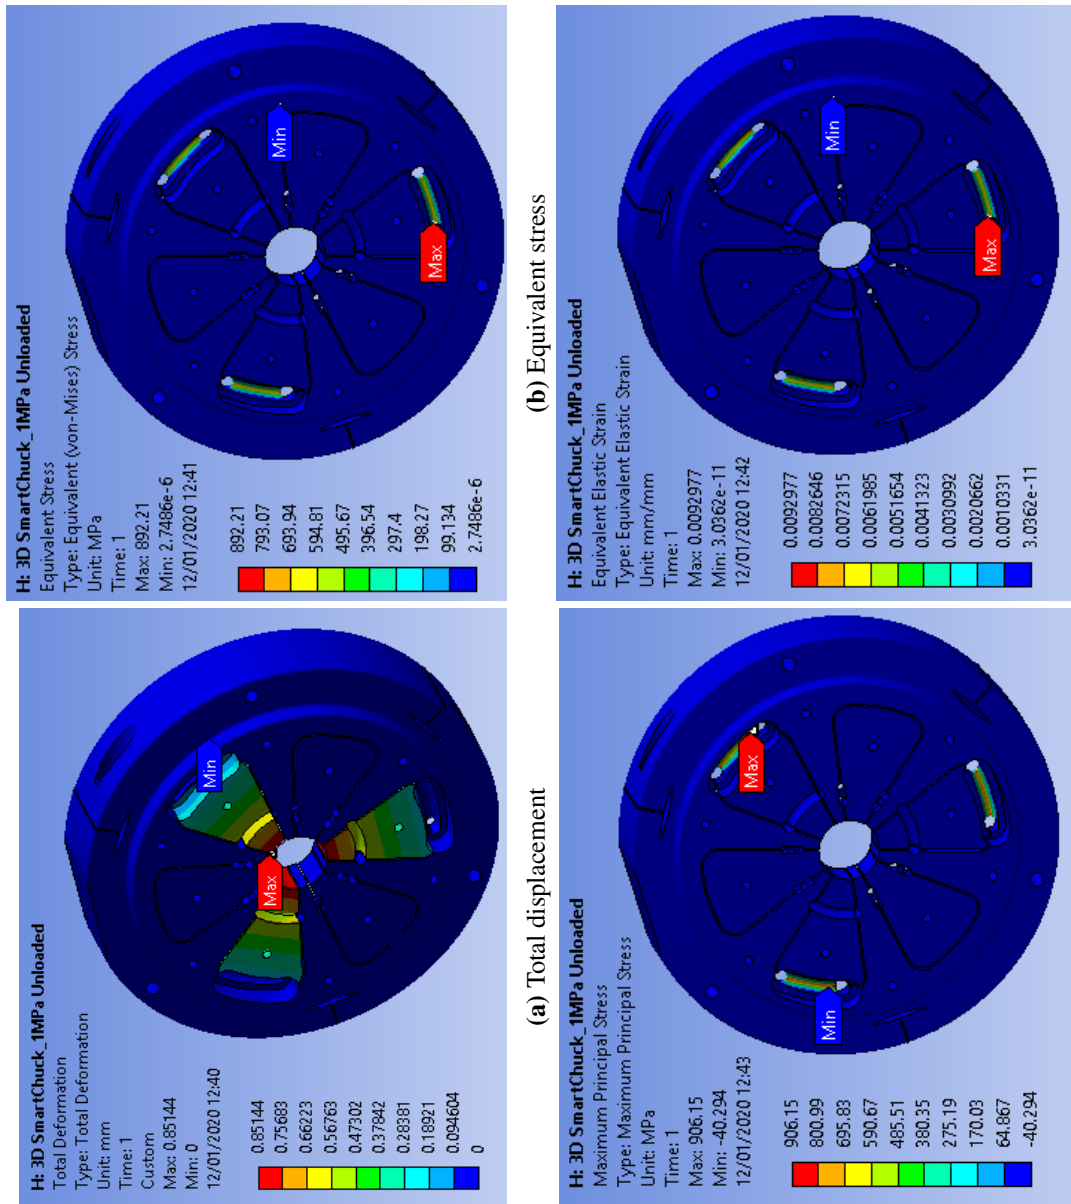 H: 3D SmartChuck_1MPa Unloaded
Total Deformation
Type: Total Deformation
Unit: mm
Time: 1
Custom
Max: 0.85144
Min: 0
12/01/2020 12:40
0.85144
0.75683
0.66223
0.56763
0.47302
0.37842
0.28381
0.18921
0.094604
0
Min
Max
(a) Total displacement
H: 3D SmartChuck_1MPa Unloaded
Equivalent Stress
Type: Equivalent (von-Mises) Stress
Unit: MPa
Time: 1
Max: 892.21
Min: 2.7486e-6
12/01/2020 12:41
892.21
793.07
693.94
594.81
495.67
396.54
297.4
198.27
99.134
2.7486e-6
Min
Max
(b) Equivalent stress
H: 3D SmartChuck_1MPa Unloaded
Maximum Principal Stress
Type: Maximum Principal Stress
Unit: MPa
Time: 1
Max: 906.15
Min: -40.294
12/01/2020 12:43
906.15
800.99
695.83
590.67
485.51
380.35
275.19
170.03
64.867
-40.294
Max
Min
H: 3D SmartChuck_1MPa Unloaded
Equivalent Elastic Strain
Type: Equivalent Elastic Strain
Unit: mm/mm
Time: 1
Max: 0.0092977
Min: 3.0362e-11
12/01/2020 12:42
0.0092977
0.0082646
0.0072315
0.0061985
0.0051654
0.0041323
0.0030992
0.0020662
0.0010331
3.0362e-11
Min
Max